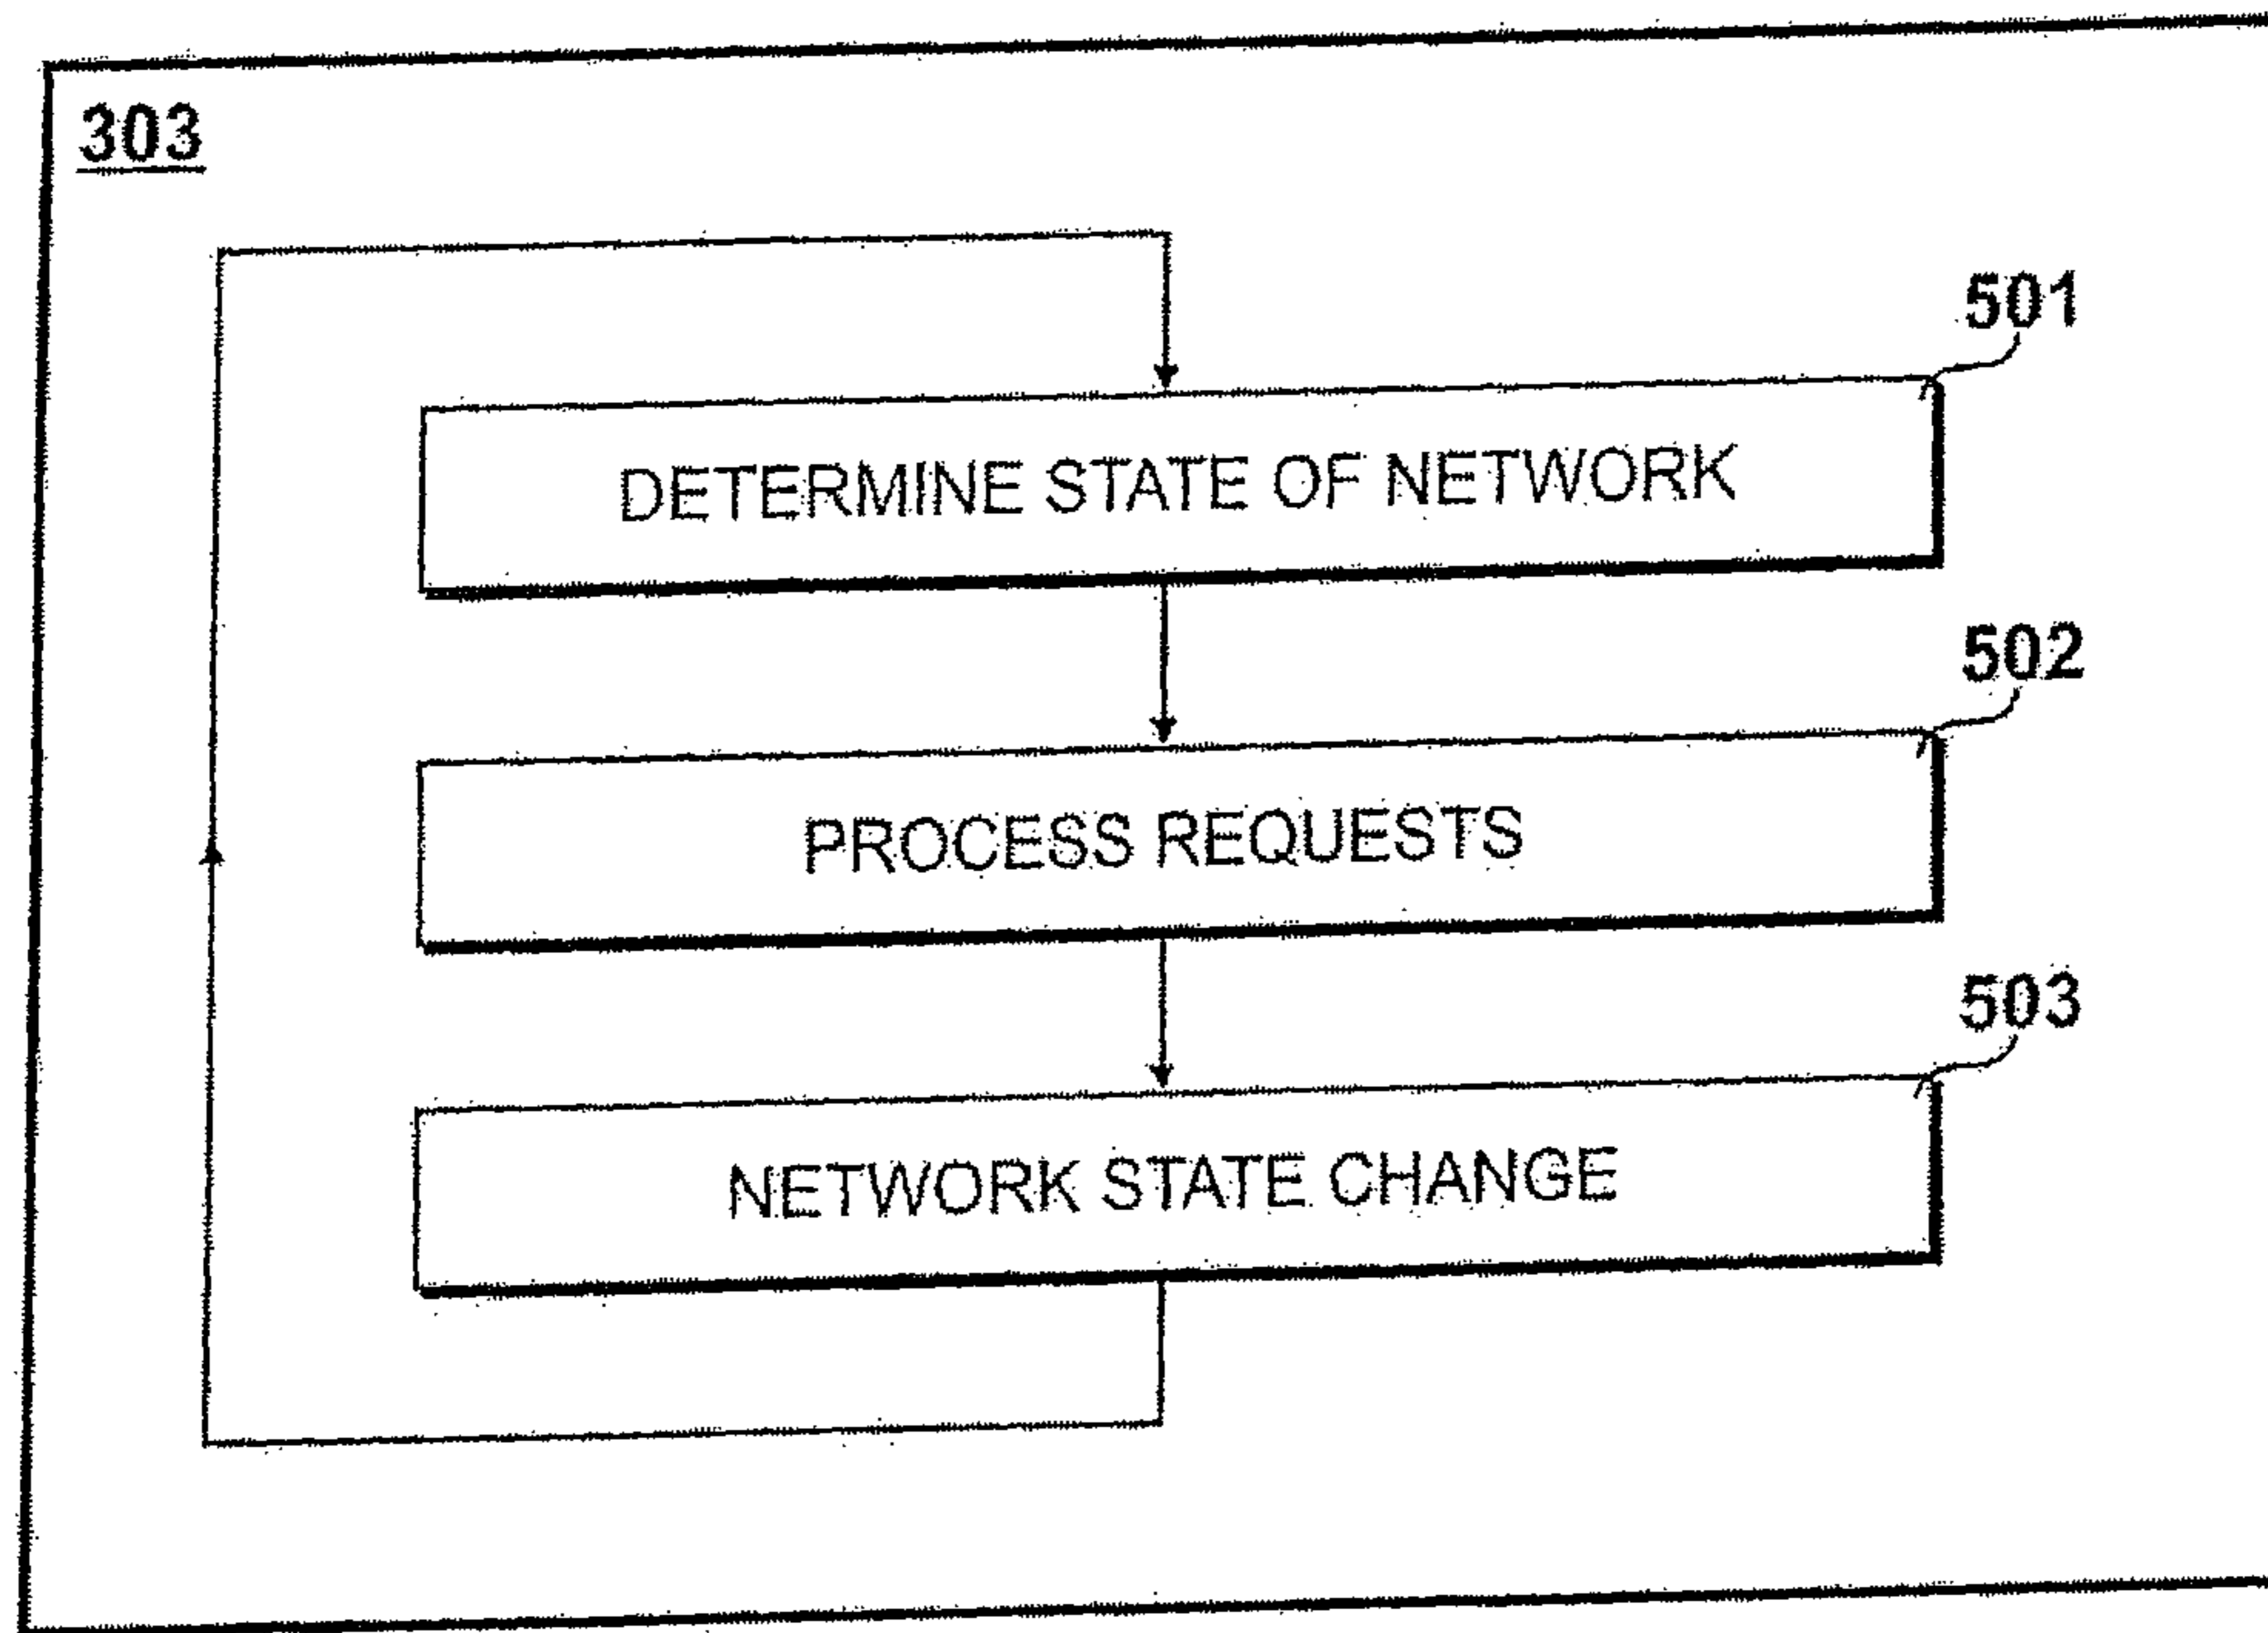 303
501
DETERMINE STATE OF NETWORK
502
PROCESS REQUESTS
503
NETWORK STATE CHANGE